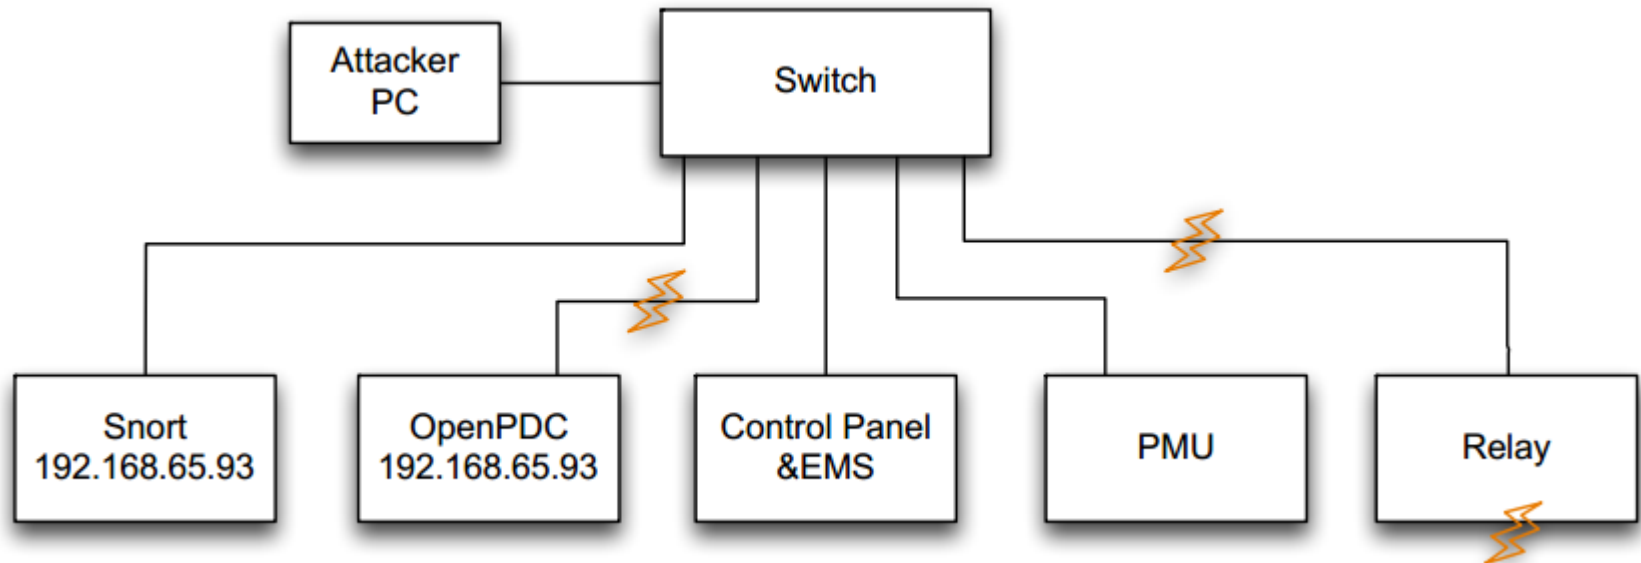 Attacker
PC
Switch
Snort
192.168.65.93
OpenPDC
192.168.65.93
Control Panel
&EMS
PMU
Relay